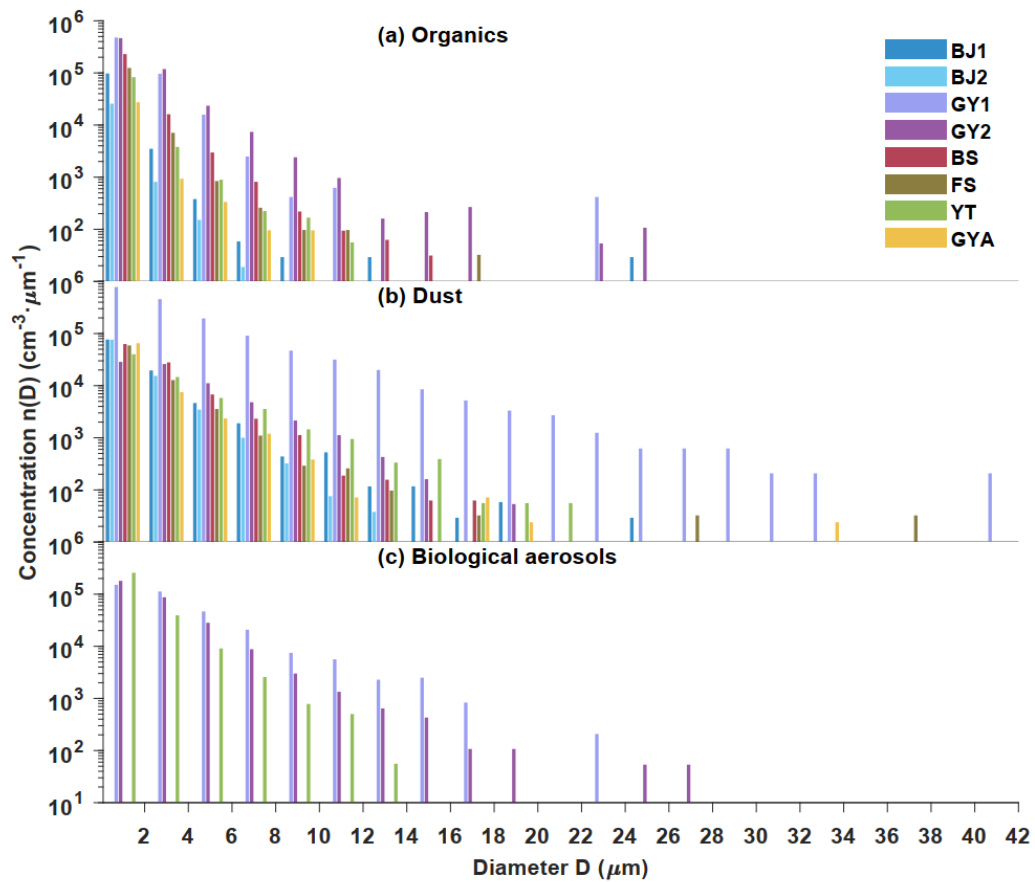 (a) Organics
10^6
10^5
10^4
10^3
10^2
BJ1
BJ2
GY1
GY2
BS
FS
YT
GYA
(b) Dust
10^6
10^5
10^4
10^3
10^2
(c) Biological aerosols
10^6
10^5
10^4
10^3
10^2
10^1
Concentration n(D) (cm^-3·μm^-1)
2 4 6 8 10 12 14 16 18 20 22 24 26 28 30 32 34 36 38 40 42
Diameter D (μm)